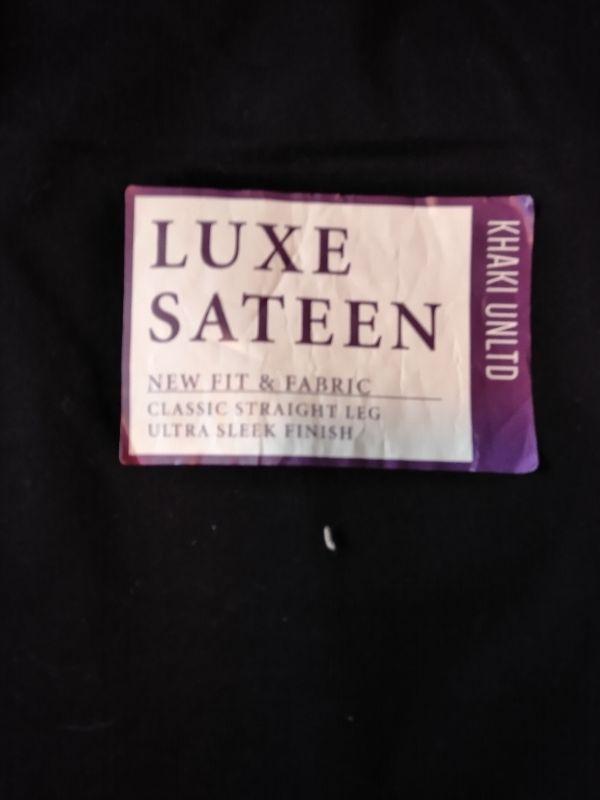 LUXE
SATEEN
NEW FIT & FABRIC
CLASSIC STRAIGHT LEG
ULTRA SLEEK FINISH
KHAKI UNLTD